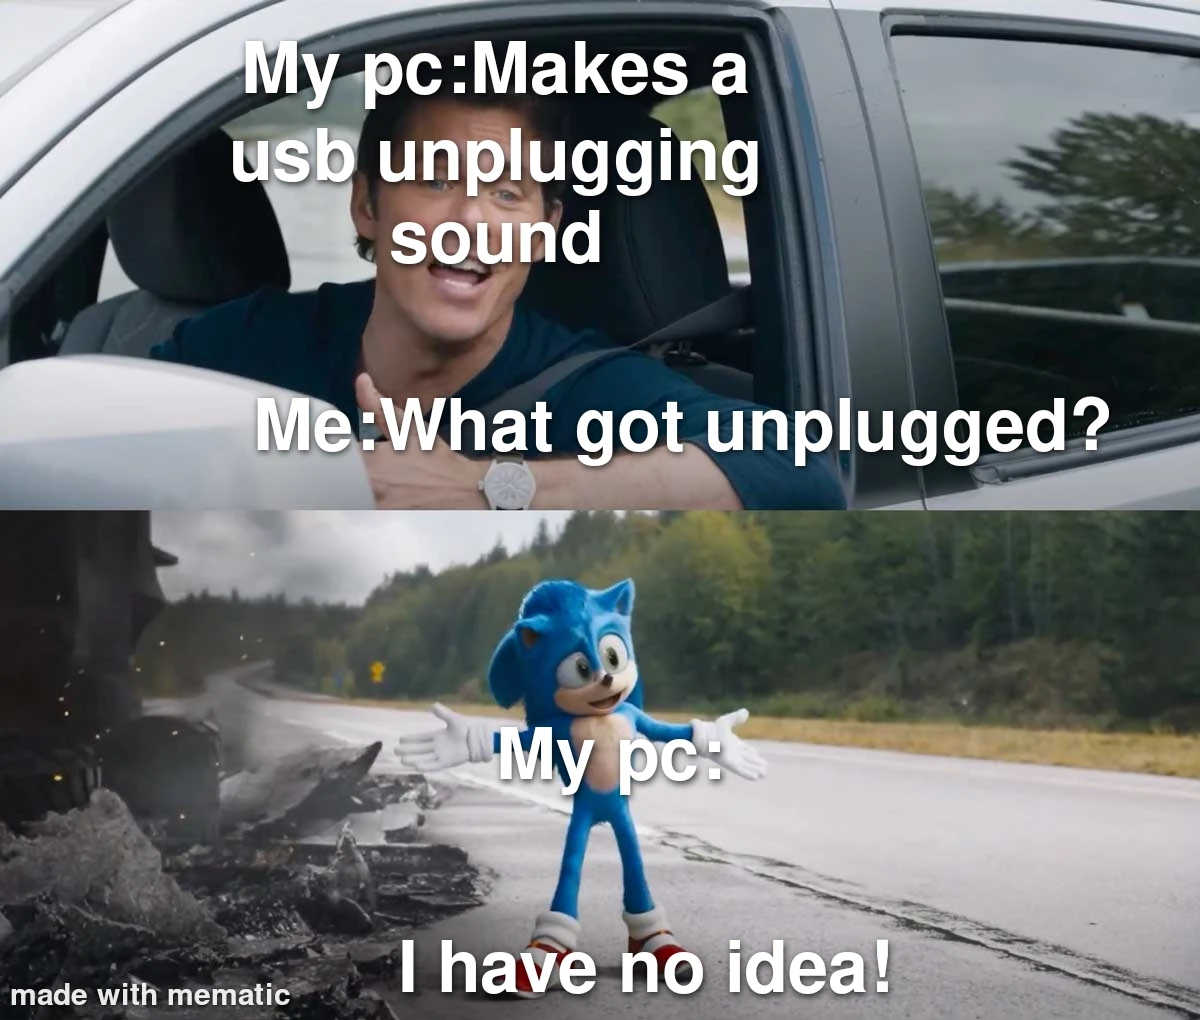 My pc:Makes a
usb unplugging
sound
Me:What got unplugged?
My pc:
I have no idea!
made with mematic